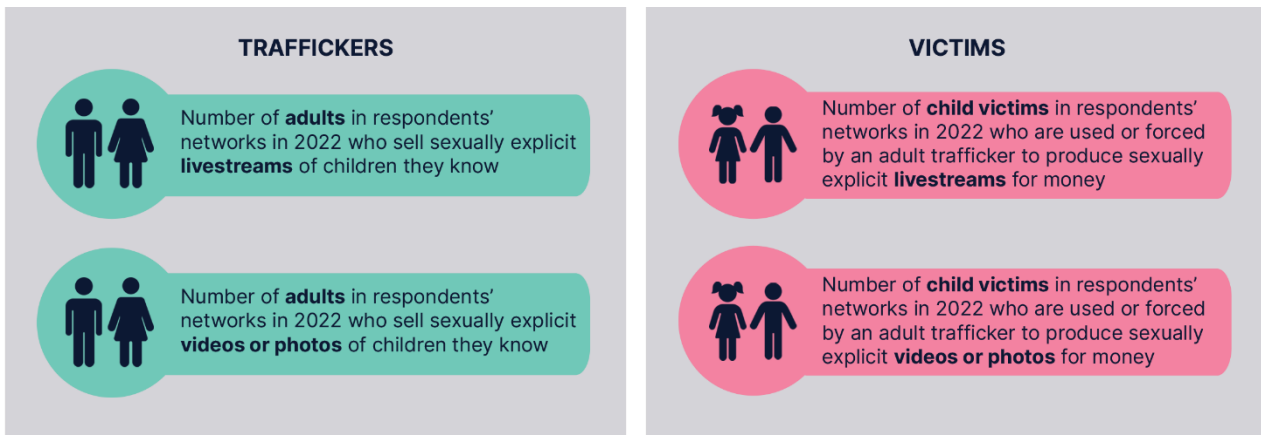 TRAFFICKERS
Number of adults in respondents'
networks in 2022 who sell sexually explicit
livestreams of children they know
Number of adults in respondents'
networks in 2022 who sell sexually explicit
videos or photos of children they know
VICTIMS
Number of child victims in respondents'
networks in 2022 who are used or forced
by an adult trafficker to produce sexually
explicit livestreams for money
Number of child victims in respondents'
networks in 2022 who are used or forced
by an adult trafficker to produce sexually
explicit videos or photos for money